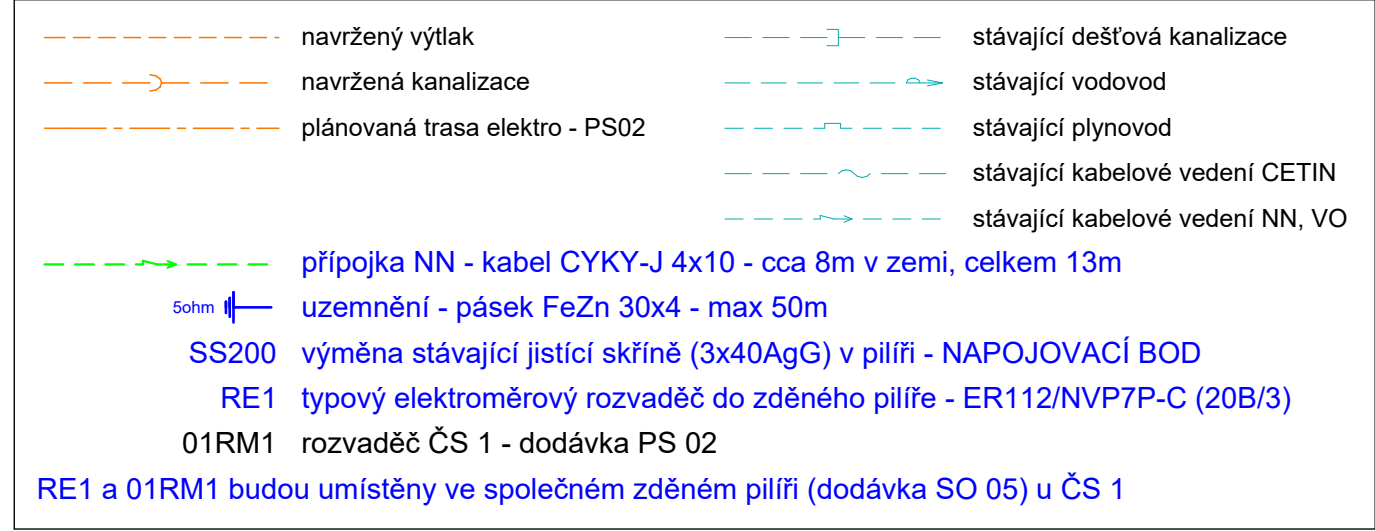 navržený výtlak
navržená kanalizace
plánovaná trasa elektro - PS02
stávající dešťová kanalizace
stávající vodovod
stávající plynovod
stávající kabelové vedení CETIN
stávající kabelové vedení NN, VO
přípojka NN - kabel CYKY-J 4x10 - cca 8m v zemi, celkem 13m
5ohm uzemnění - pásek FeZn 30x4 - max 50m
SS200 výměna stávající jistící skříně (3x40AgG) v pilíři - NAPOJOVACÍ BOD
RE1 typový elektroměrový rozvaděč do zděného pilíře - ER112/NVP7P-C (20B/3)
01RM1 rozvaděč ČS 1 - dodávka PS 02
RE1 a 01RM1 budou umístěny ve společném zděném pilíři (dodávka SO 05) u ČS 1